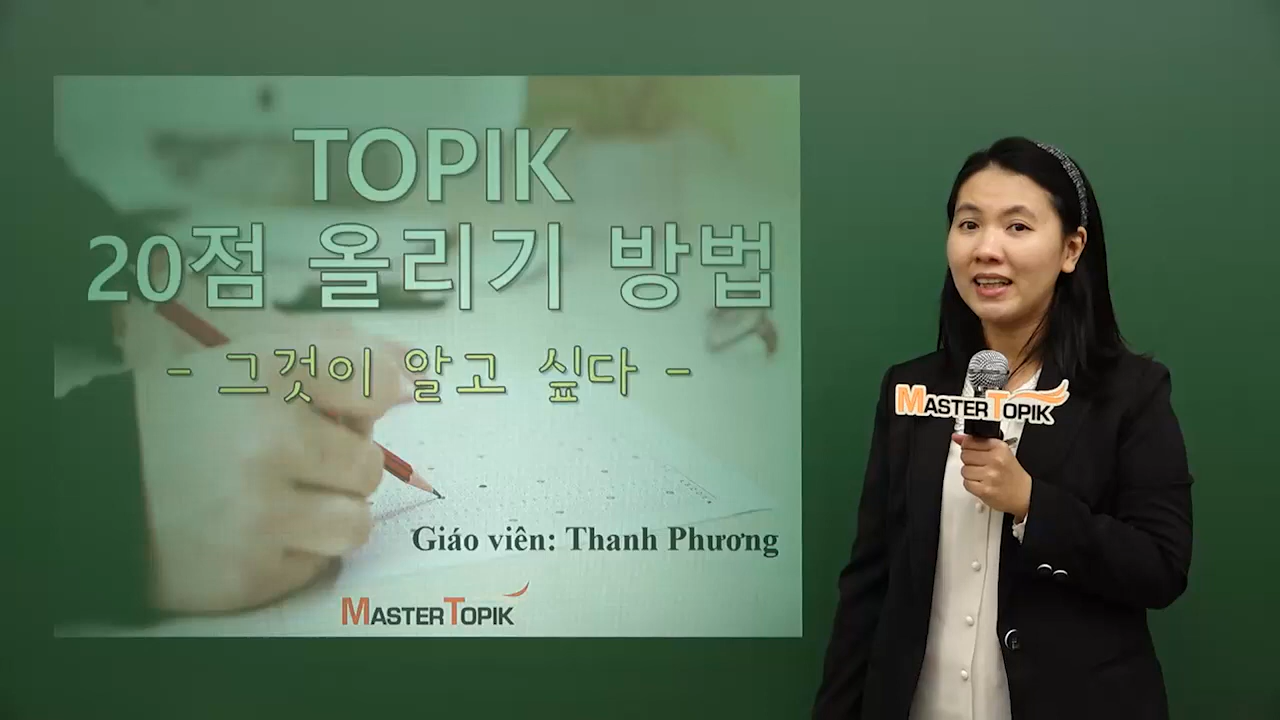 TOPIK
20점 올리기 방법
- 그것이 알고 싶다 -
Giáo viên: Thanh Phương
MASTER TOPIK
MASTER TOPIK